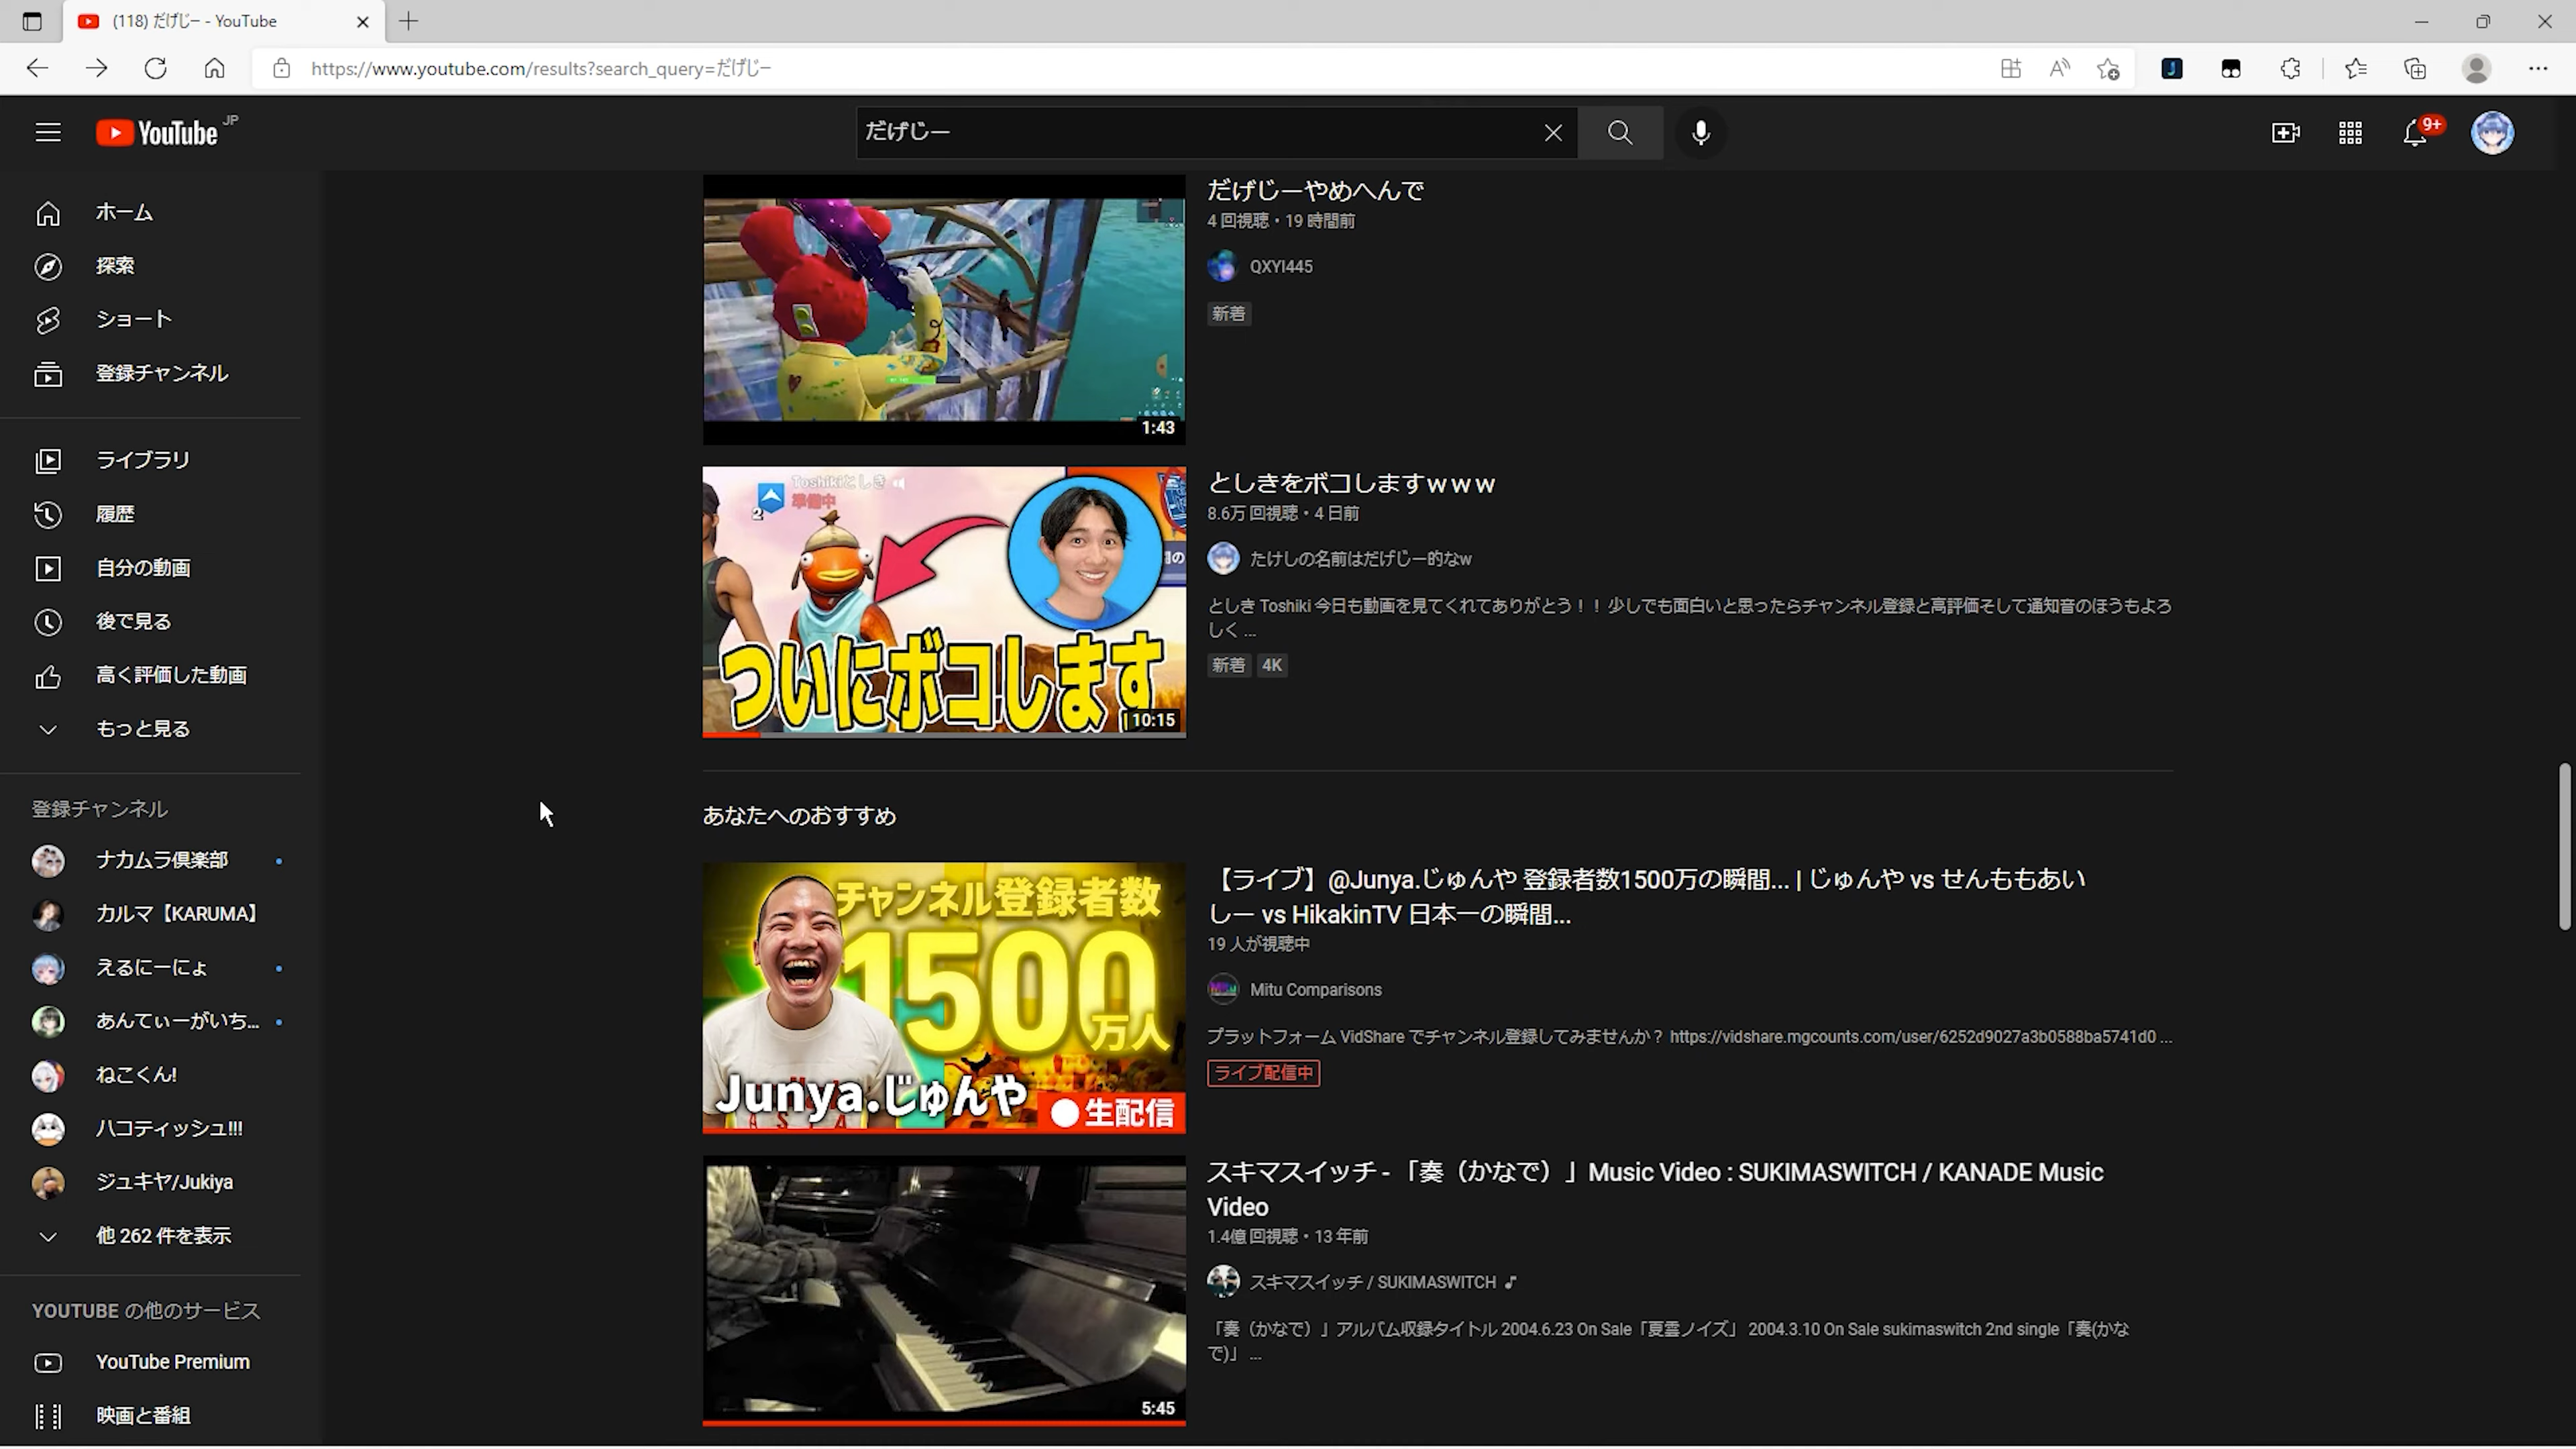 (118) だげじー - YouTube
https://www.youtube.com/results?search_query=だげじー
YouTube JP
だげじー
9+
ホーム
探索
ショート
登録チャンネル
ライブラリ
履歴
自分の動画
後で見る
高く評価した動画
もっと見る
登録チャンネル
ナカムラ倶楽部
カルマ【KARUMA】
えるにーにょ
あんてぃーがいち...
ねこくん!
ハコティッシュ!!!
ジュキヤ/Jukiya
他 262 件を表示
YOUTUBE の他のサービス
YouTube Premium
映画と番組
1:43
だげじーやめへんで
4 回視聴・19 時間前
QXYI445
新着
Toshikiとしき
準備中
2
ついにボコします
10:15
としきをボコしますｗｗｗ
8.6万 回視聴・4 日前
たけしの名前はだげじー的なw
としき Toshiki 今日も動画を見てくれてありがとう！！ 少しでも面白いと思ったらチャンネル登録と高評価そして通知音のほうもよろ
しく ...
新着 4K
あなたへのおすすめ
チャンネル登録者数
1500
万人
Junya.じゅんや
生配信
【ライブ】@Junya.じゅんや 登録者数1500万の瞬間... | じゅんや vs せんももあい
しー vs HikakinTV 日本一の瞬間...
19 人が視聴中
Mitu Comparisons
プラットフォーム VidShare でチャンネル登録してみませんか？ https://vidshare.mgcounts.com/user/6252d9027a3b0588ba5741d0 ...
ライブ配信中
5:45
スキマスイッチ - 「奏（かなで）」Music Video : SUKIMASWITCH / KANADE Music
Video
1.4億 回視聴・13 年前
スキマスイッチ / SUKIMASWITCH
「奏（かなで）」アルバム収録タイトル 2004.6.23 On Sale「夏雲ノイズ」 2004.3.10 On Sale sukimaswitch 2nd single「奏(かな
で)」 ...